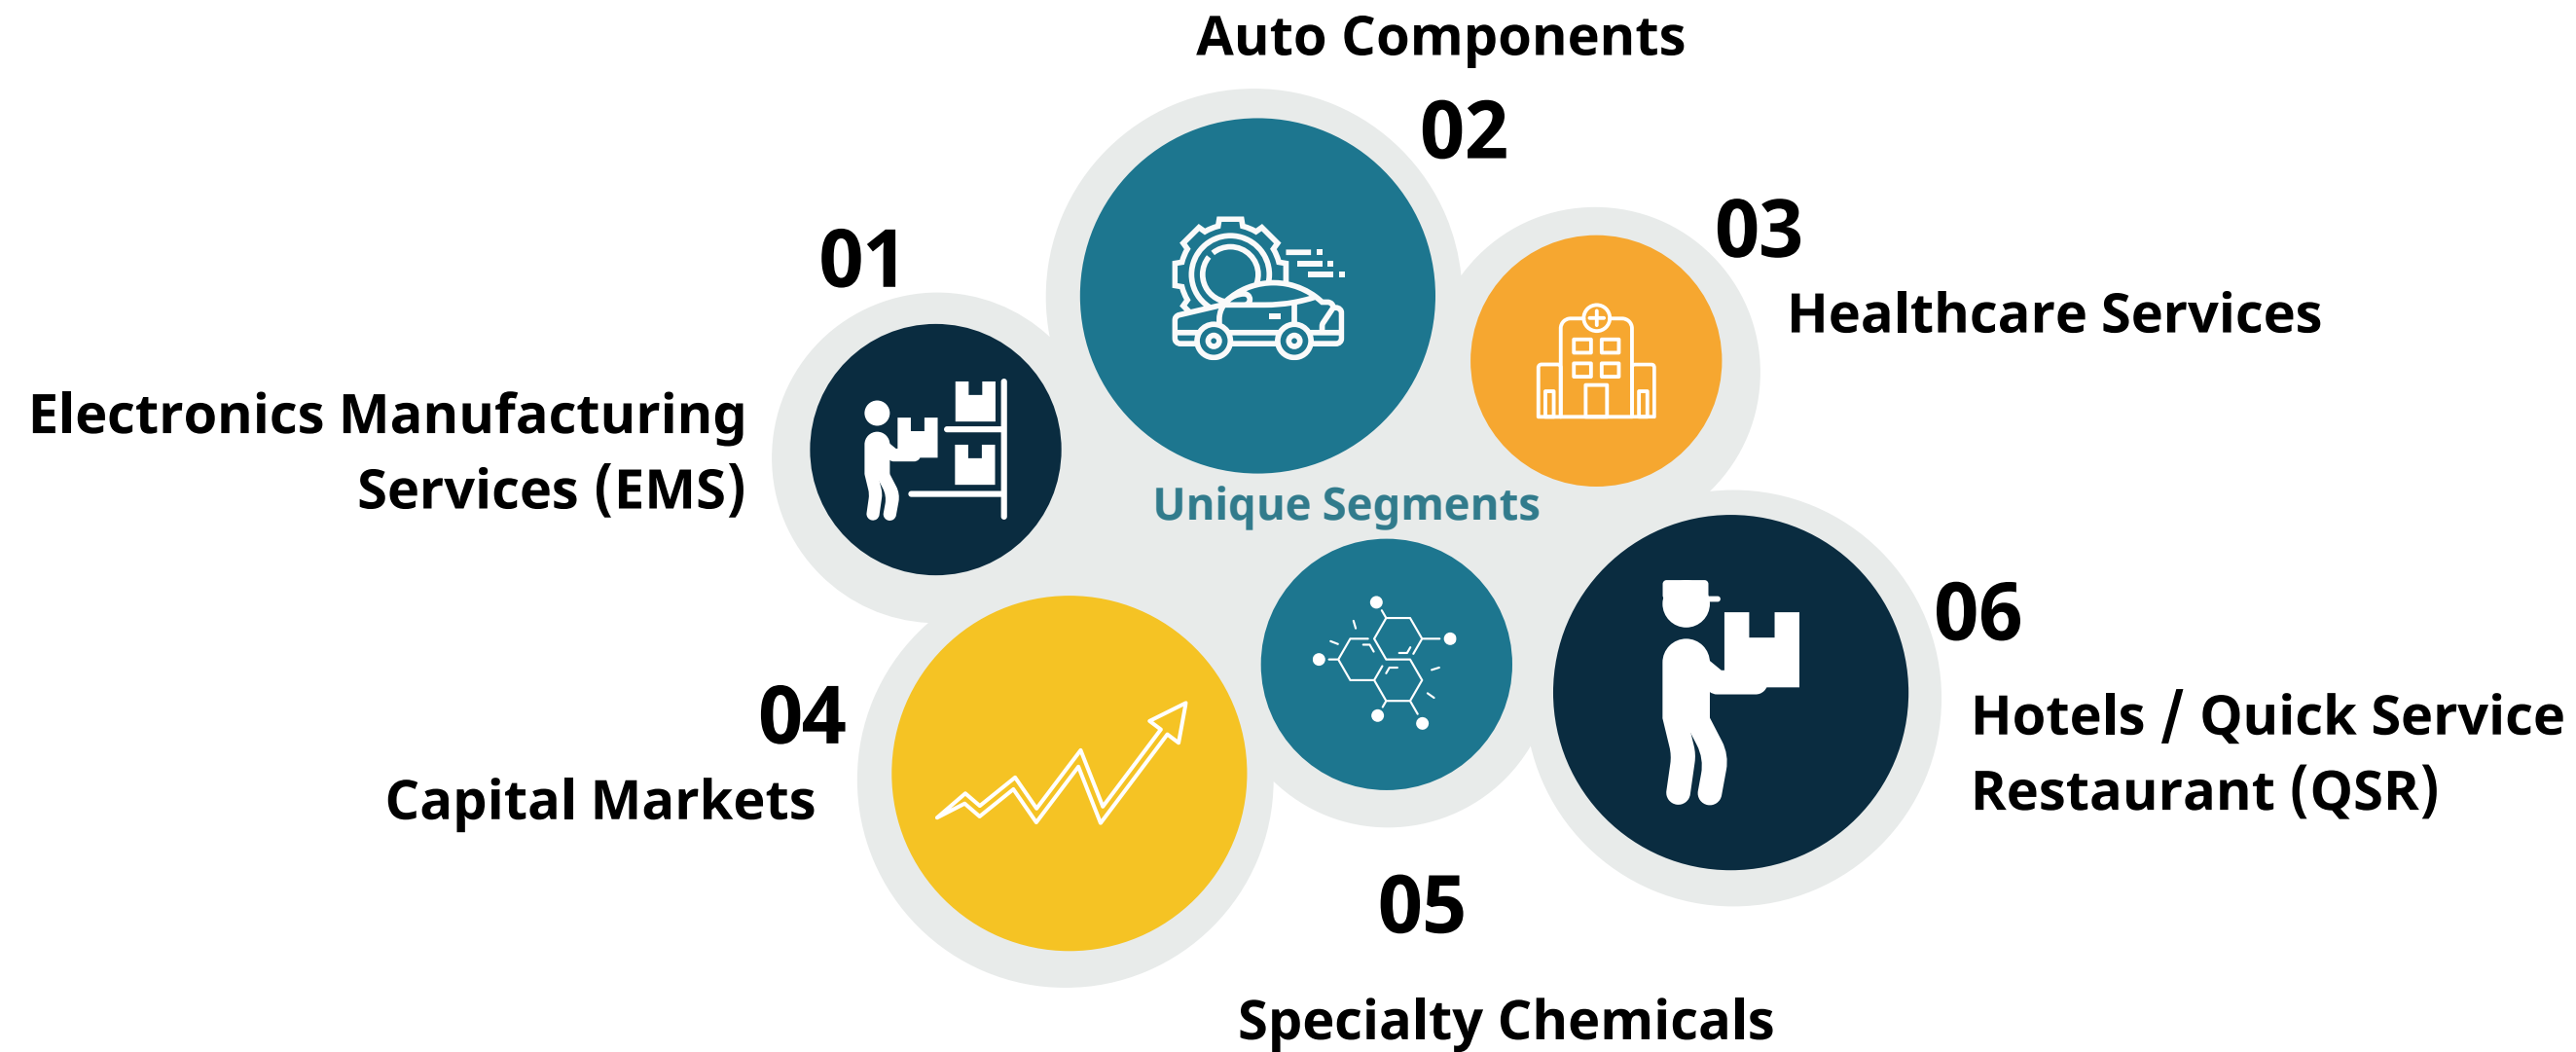 Auto Components
02
03
Healthcare Services
01
Electronics Manufacturing
Services (EMS)
Unique Segments
04
Capital Markets
05
Specialty Chemicals
06
Hotels / Quick Service
Restaurant (QSR)